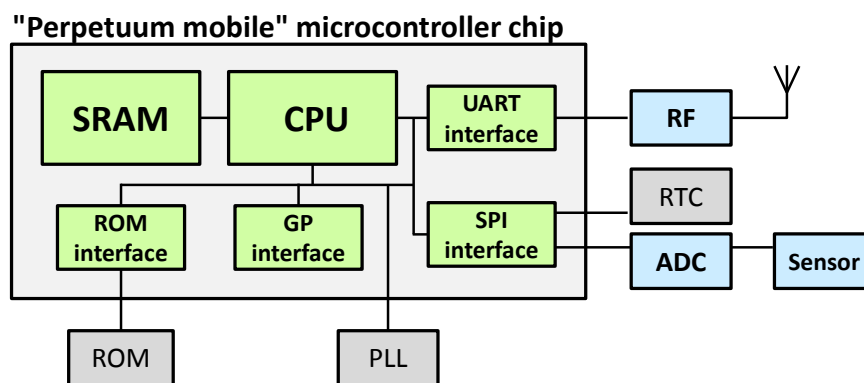 "Perpetuum mobile" microcontroller chip
SRAM
CPU
UART
interface
RF
ROM
interface
GP
interface
SPI
interface
RTC
ADC
Sensor
ROM
PLL